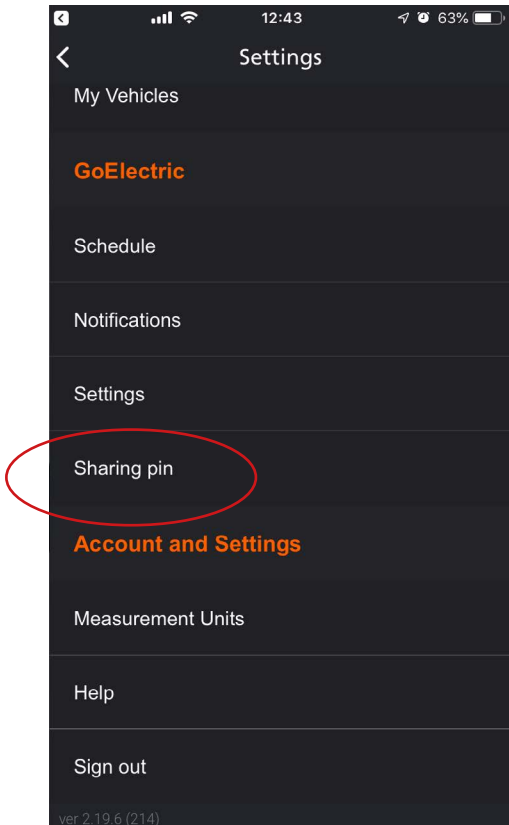 12:43
63%
Settings
My Vehicles
GoElectric
Schedule
Notifications
Settings
Sharing pin
Account and Settings
Measurement Units
Help
Sign out
ver 2.19.6 (214)